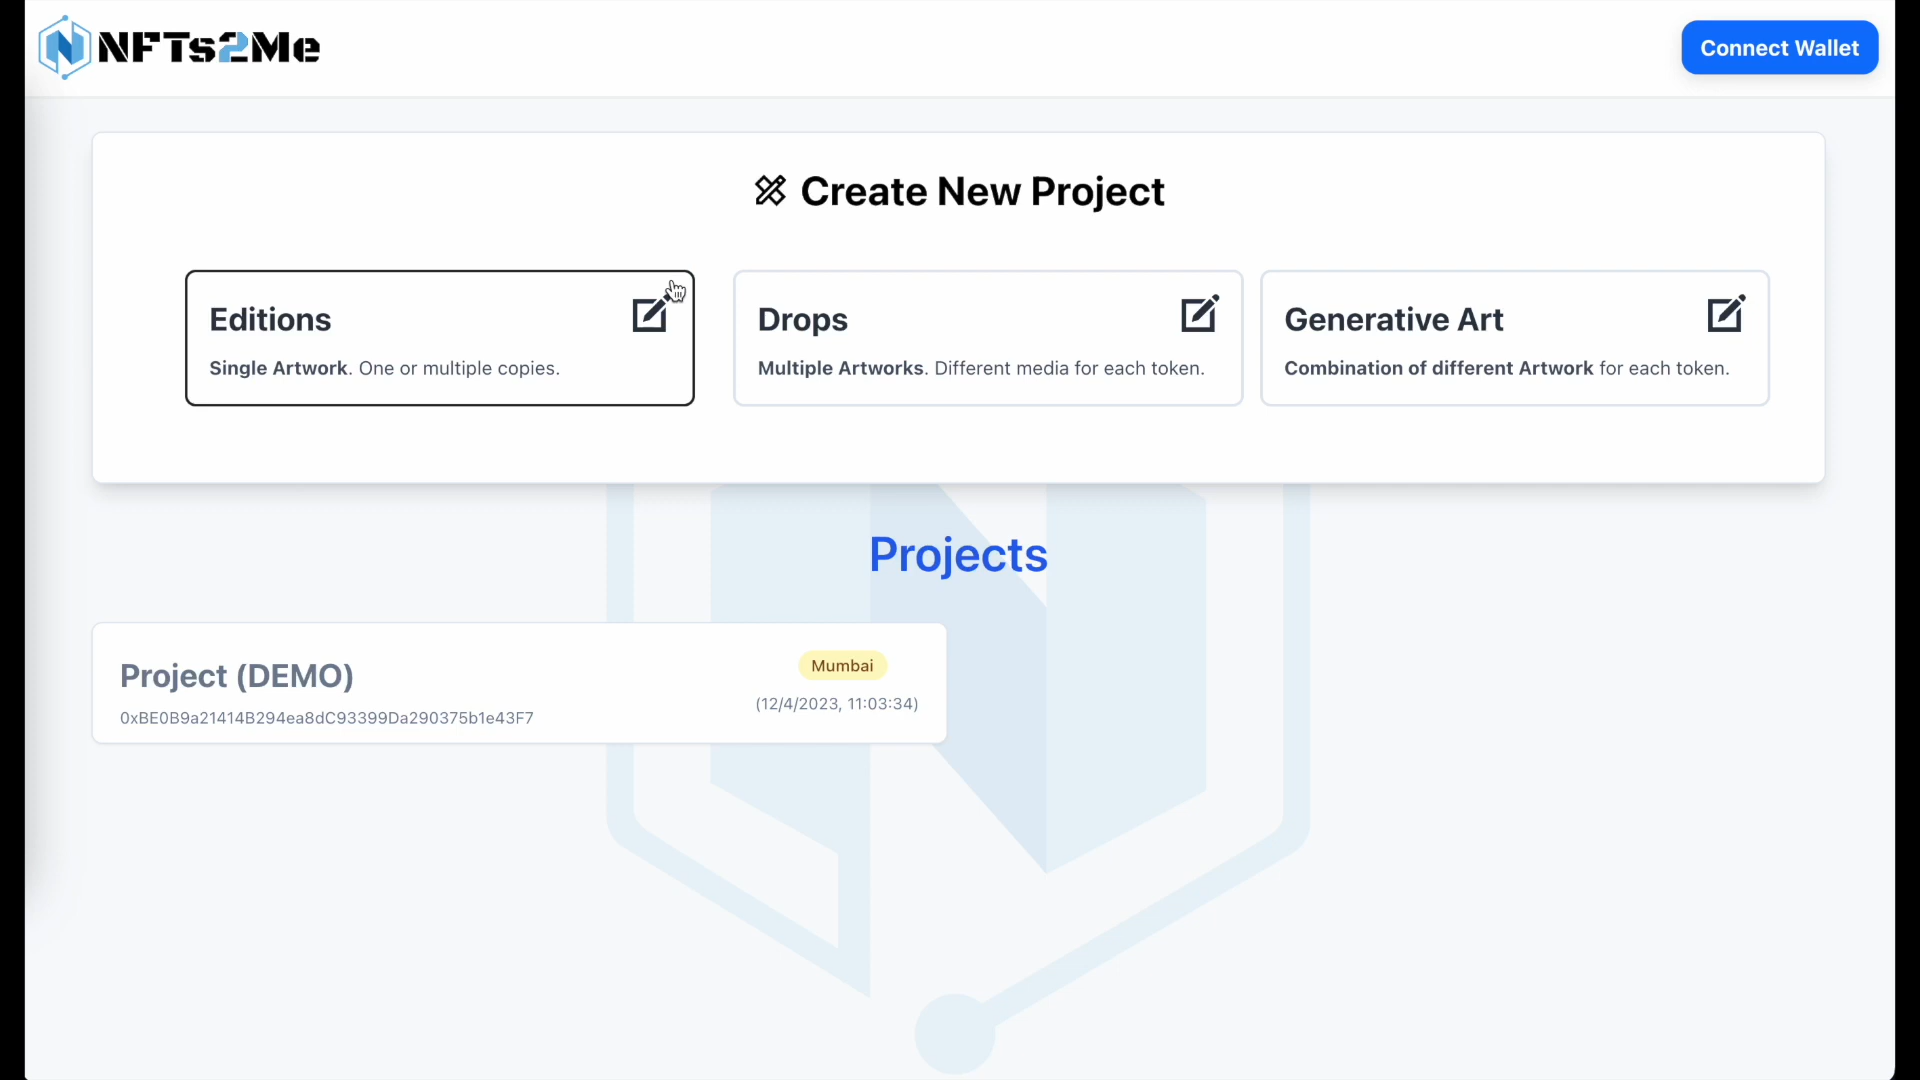 NFTs2Me
Connect Wallet
Create New Project
Editions
Single Artwork. One or multiple copies.
Drops
Multiple Artworks. Different media for each token.
Generative Art
Combination of different Artwork for each token.
Projects
Project (DEMO)
Mumbai
0xBE0B9a21414B294ea8dC93399Da290375b1e43F7
(12/4/2023, 11:03:34)